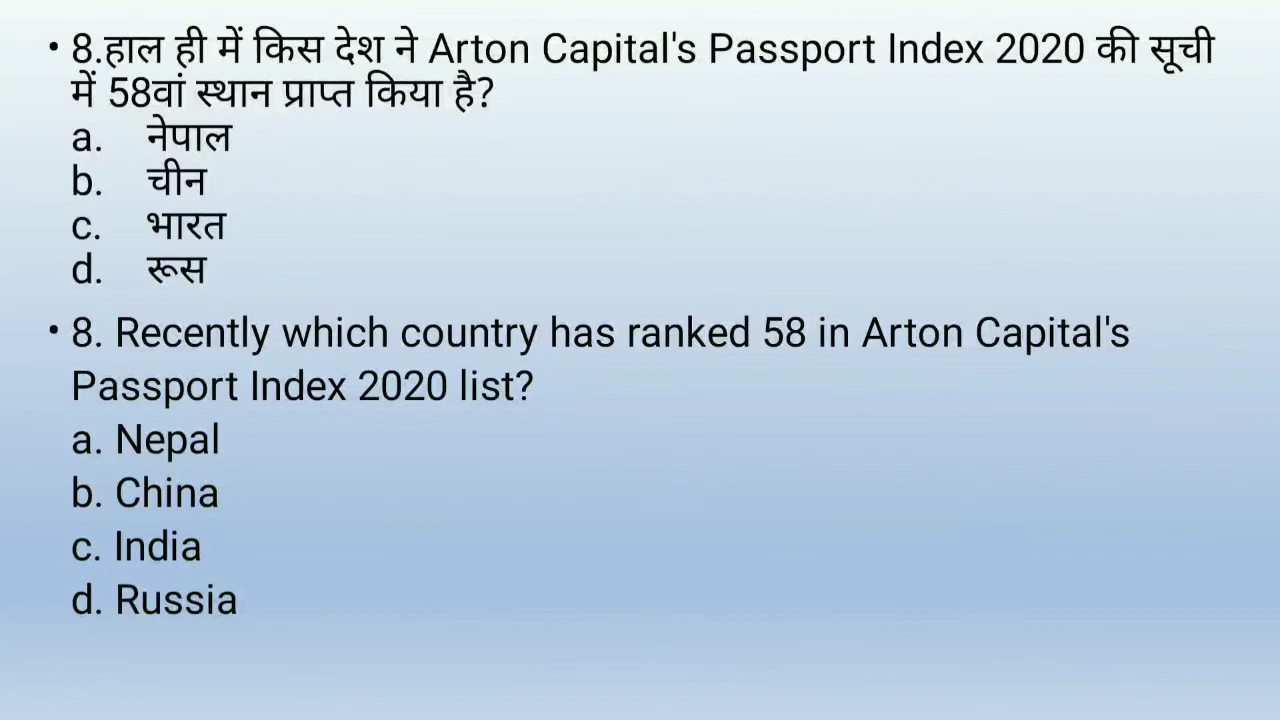 • 8.हाल ही में किस देश ने Arton Capital's Passport Index 2020 की सूची
में 58वां स्थान प्राप्त किया है?
a. नेपाल
b. चीन
c. भारत
d. रूस
• 8. Recently which country has ranked 58 in Arton Capital's
Passport Index 2020 list?
a. Nepal
b. China
c. India
d. Russia